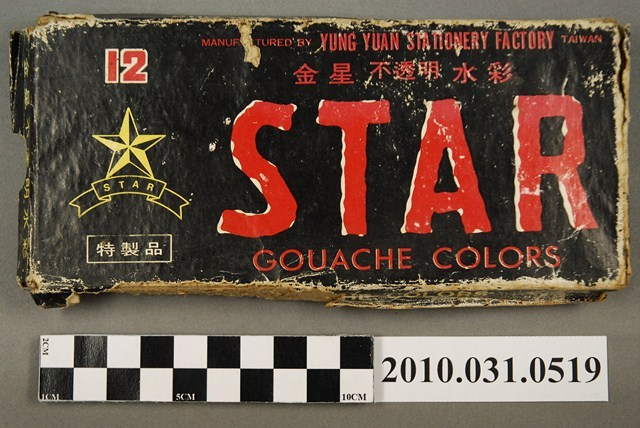 12
MANUFACTURED BY YUNG YUAN STATIONERY FACTORY TAIWAN
金星 不透明 水彩
STAR
STAR
特製品
GOUACHE COLORS
2CM
1CM 5CM 10CM
2010.031.0519